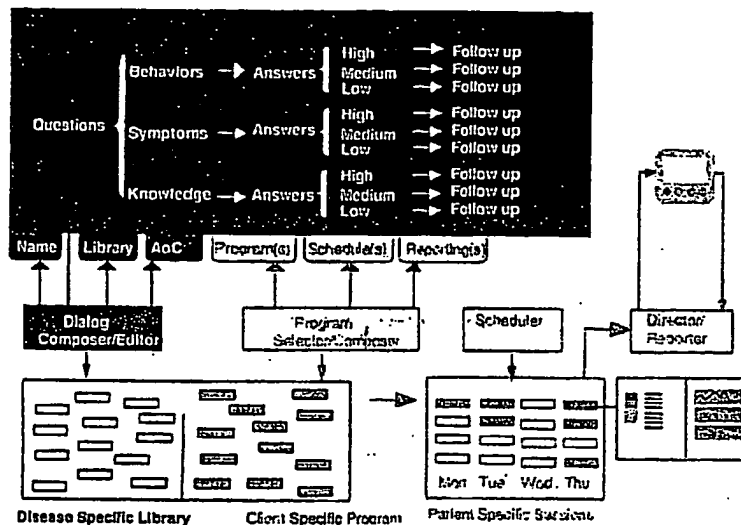 High → Follow up
Behaviors → Answers Medium → Follow up
Low → Follow up
High → Follow up
Questions Symptoms → Answers Medium → Follow up
Low → Follow up
High → Follow up
Knowledge → Answers Medium → Follow up
Low → Follow up
Name Library AoC Program(s) Schedule(s) Reporting(s)
Dialog
Composer/Editor
Program
Selector/Composer
Scheduler
Director/
Reporter
Mon Tue Wed. Thu
Disease Specific Library Client Specific Program Patient Specific Sessions